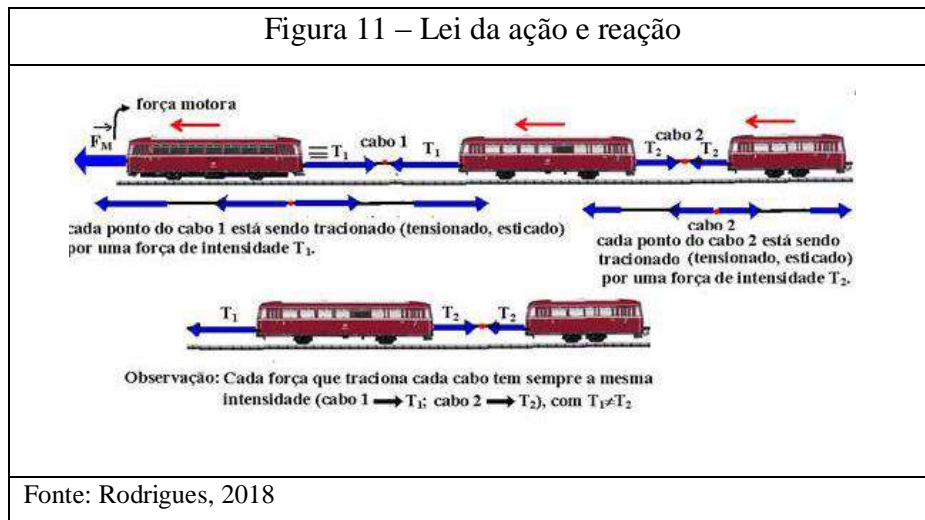 Figura 11 – Lei da ação e reação
força motora
F_M
T₁ cabo 1 T₁
T₂ cabo 2 T₂
cada ponto do cabo 1 está sendo tracionado (tensionado, esticado)
por uma força de intensidade T₁.
cabo 2
cada ponto do cabo 2 está sendo
tracionado (tensionado, esticado)
por uma força de intensidade T₂.
T₁ T₂ T₂
Observação: Cada força que traciona cada cabo tem sempre a mesma
intensidade (cabo 1 → T₁; cabo 2 → T₂), com T₁≠T₂
Fonte: Rodrigues, 2018